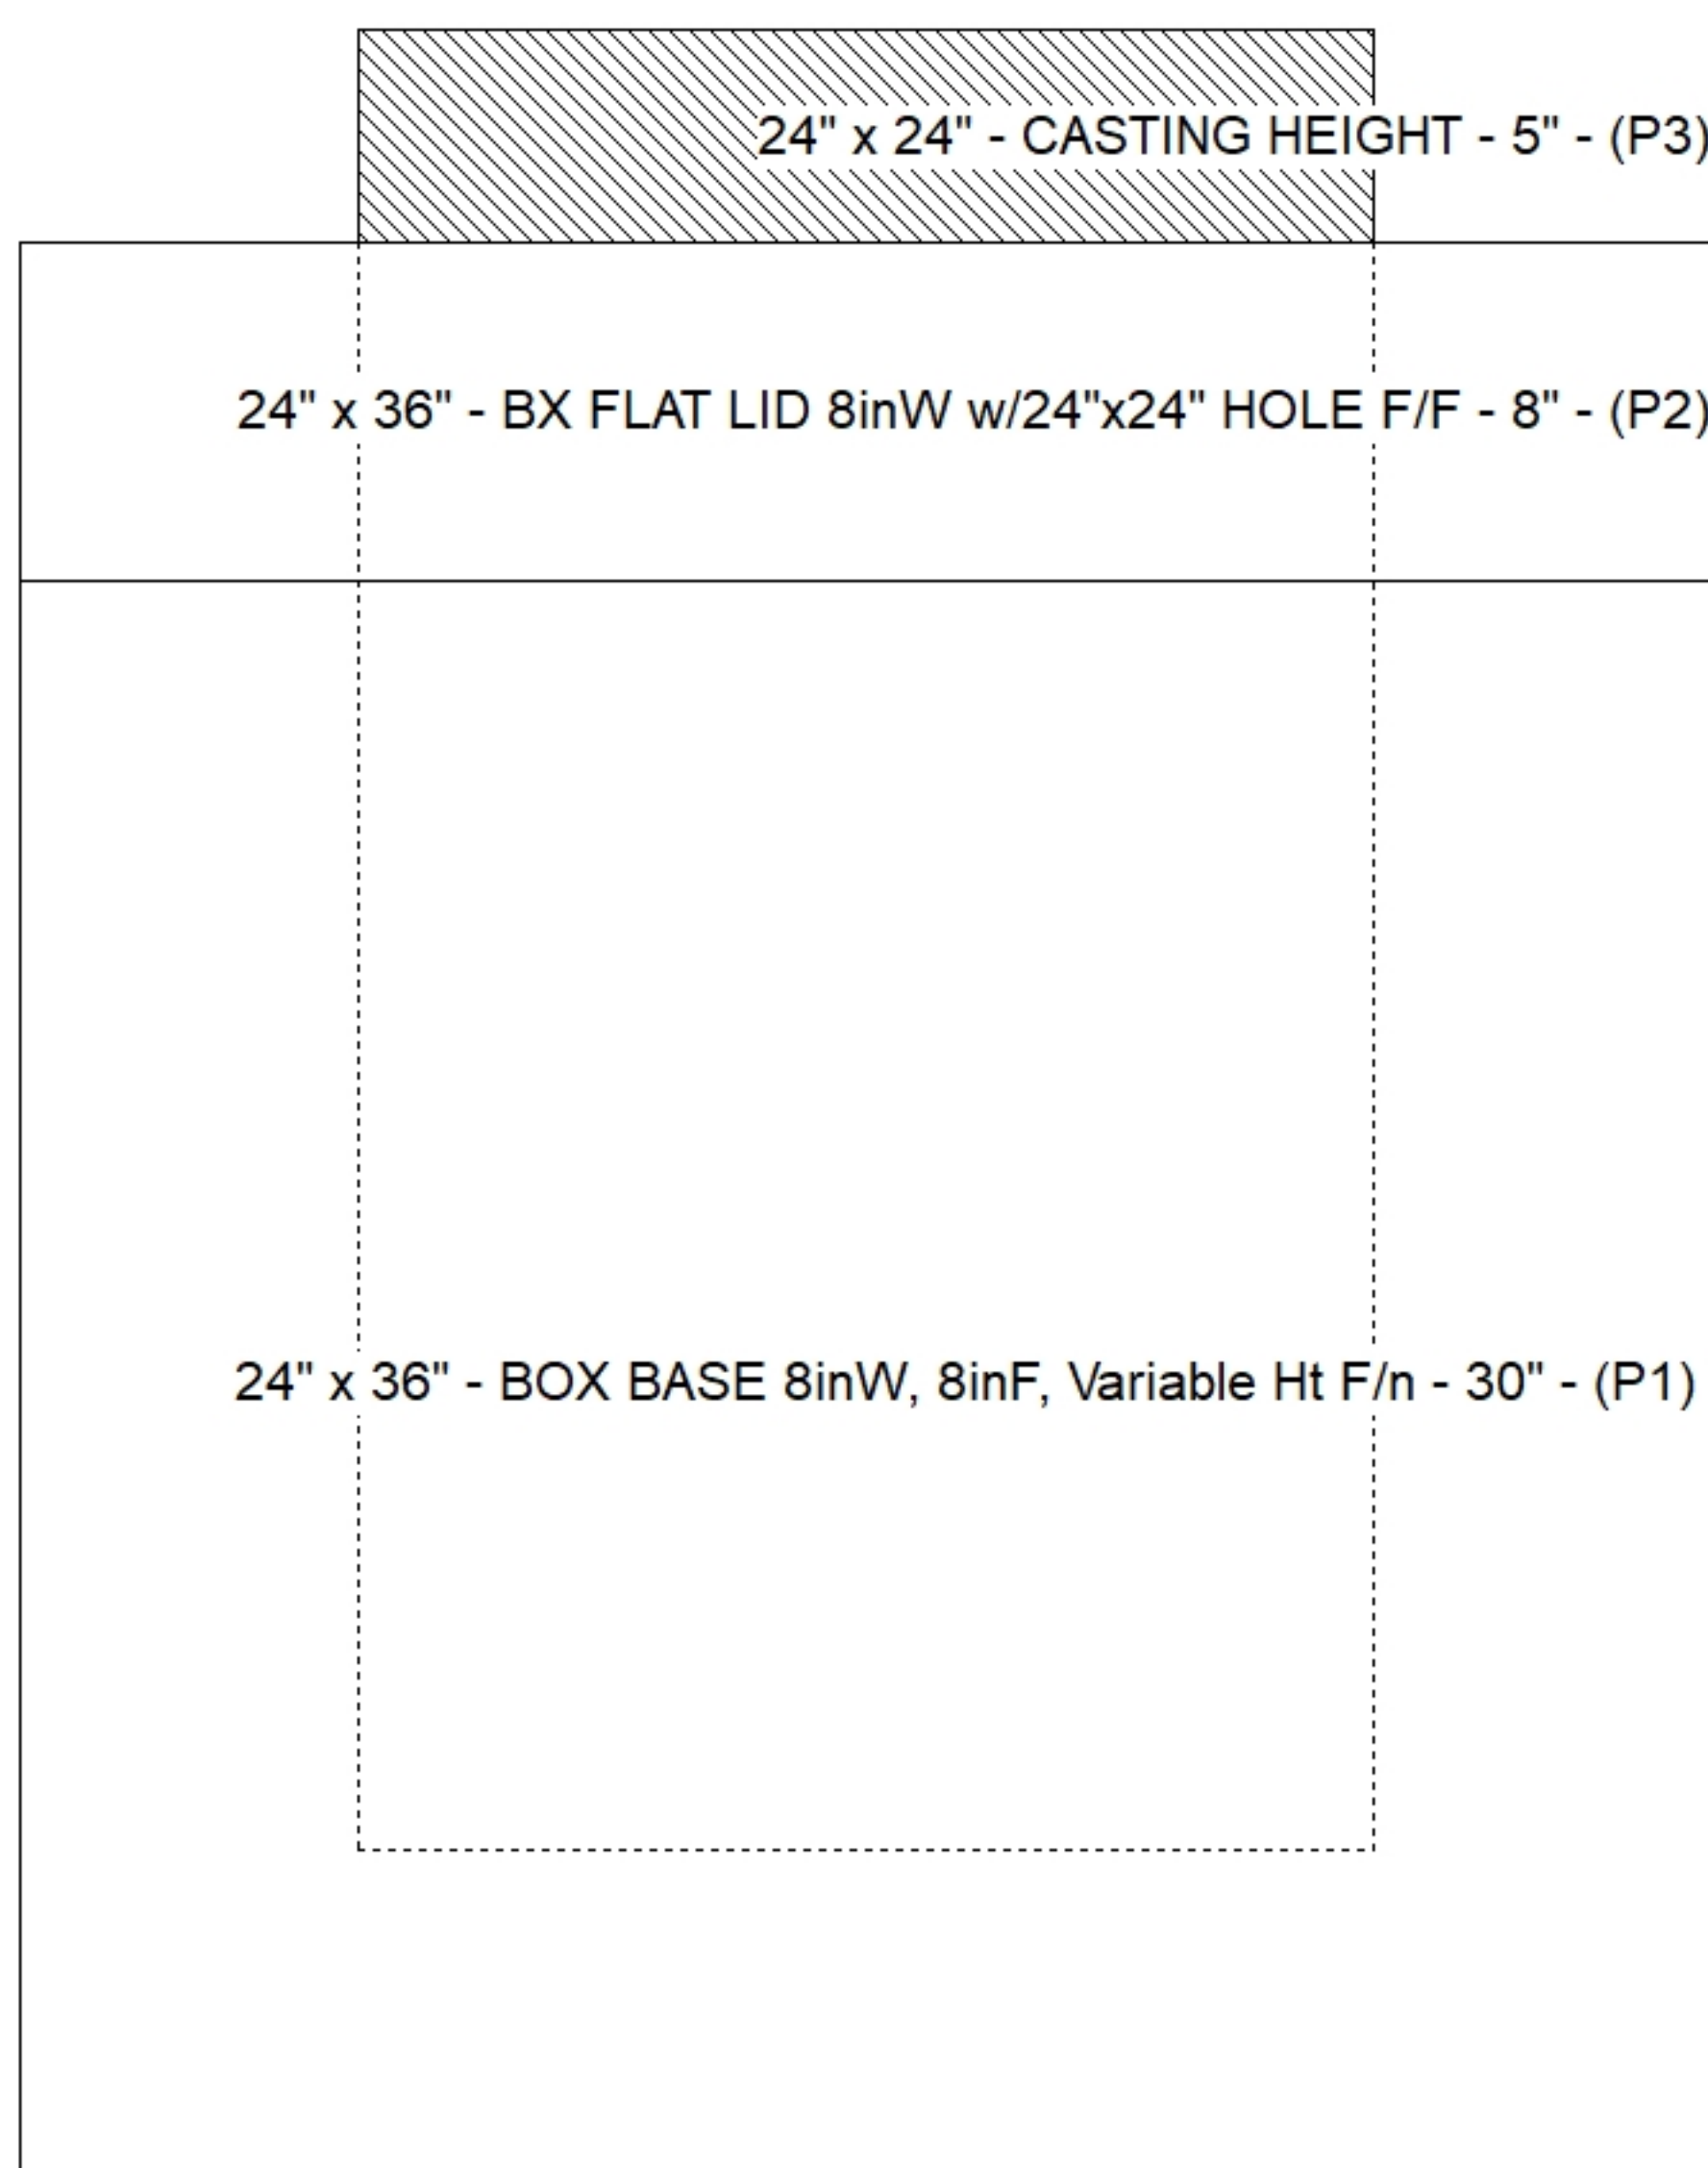 24" x 24" - CASTING HEIGHT - 5" - (P3)
24" x 36" - BX FLAT LID 8inW w/24"x24" HOLE F/F - 8" - (P2)
24" x 36" - BOX BASE 8inW, 8inF, Variable Ht F/n - 30" - (P1)